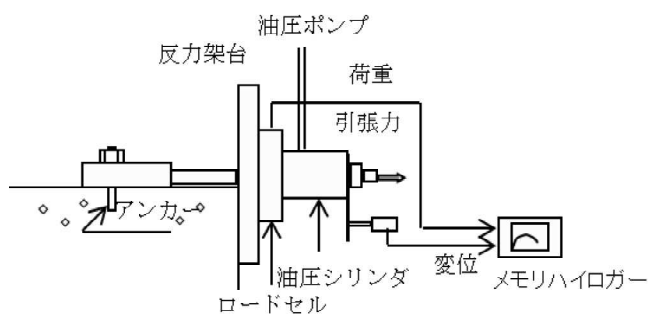 油圧ポンプ
反力架台
荷重
引張力
アンカー
油圧シリンダ
変位
メモリハイロガー
ロードセル